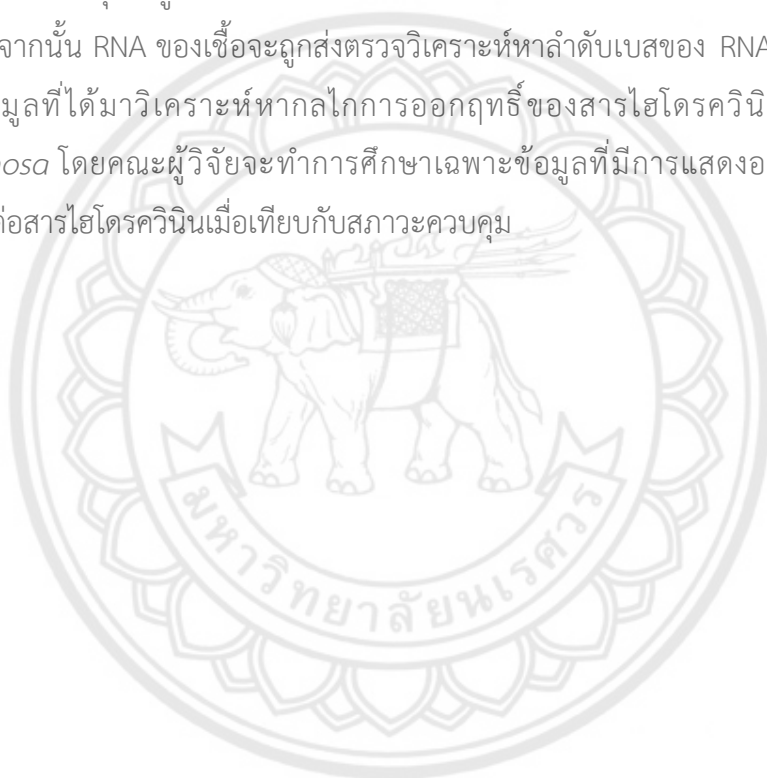 จากนั้น RNA ของเชื้อจะถูกส่งตรวจวิเคราะห์หาลำดับเบสของ RNA
มูลที่ได้มาวิเคราะห์หากลไกการออกฤทธิ์ของสารไฮโดรควินิ
osa โดยคณะผู้วิจัยจะทำการศึกษาเฉพาะข้อมูลที่มีการแสดงอ
ต่อสารไฮโดรควินินเมื่อเทียบกับสภาวะควบคุม
มหาวิทยาลัยนเรศวร